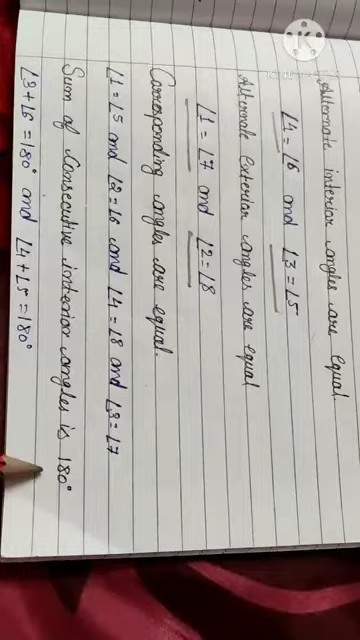 Alternate interior angles are equal.
∠4 = ∠6 and ∠3 = ∠5
Alternate Exterior angles are equal
∠1 = ∠7 and ∠2 = ∠8
Corresponding angles are equal.
∠1 = ∠5 and ∠2 = ∠6 and ∠4 = ∠8 and ∠3 = ∠7
Sum of Consecutive interior angles is 180°
∠3 + ∠6 = 180° and ∠4 + ∠5 = 180°